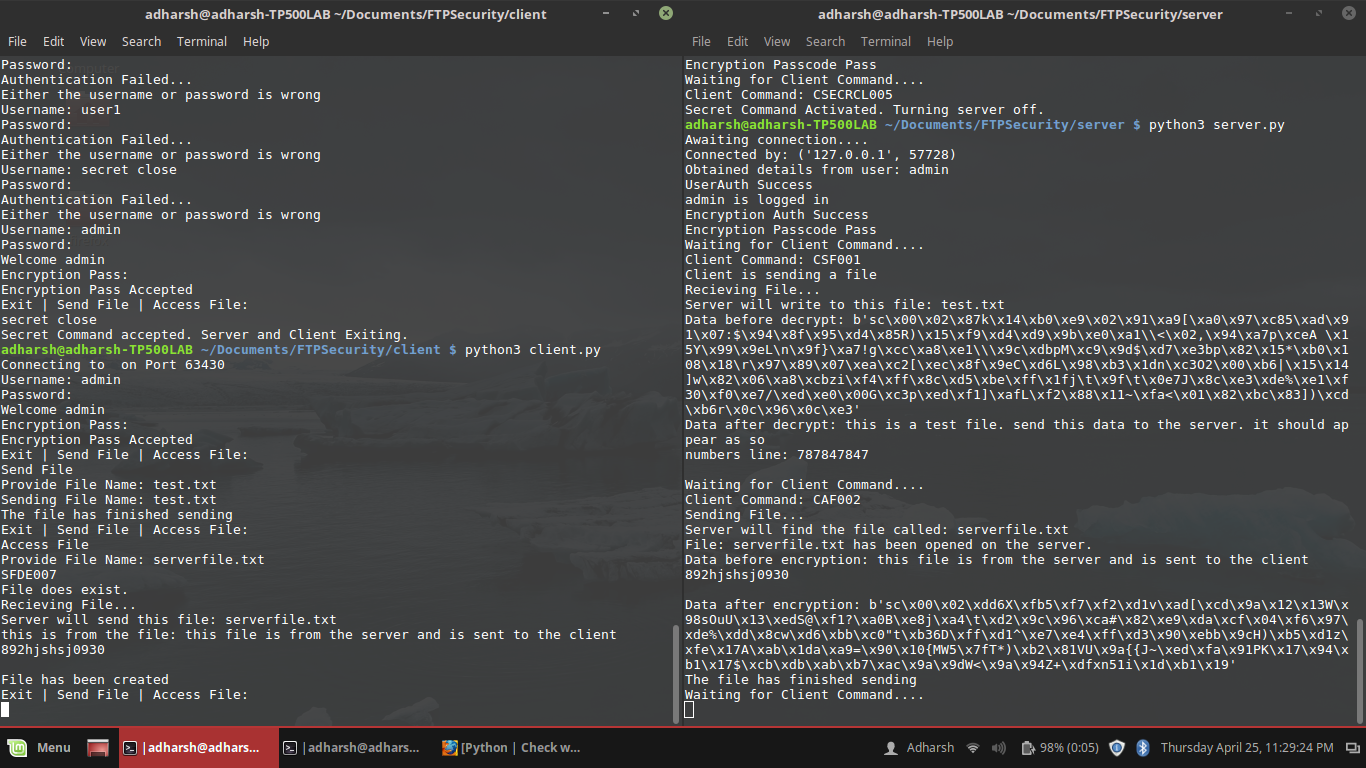 adharsh@adharsh-TP500LAB ~/Documents/FTPSecurity/client
File Edit View Search Terminal Help
Password:
Authentication Failed...
Either the username or password is wrong
Username: user1
Password:
Authentication Failed...
Either the username or password is wrong
Username: secret close
Password:
Authentication Failed...
Either the username or password is wrong
Username: admin
Password:
Welcome admin
Encryption Pass:
Encryption Pass Accepted
Exit | Send File | Access File:
secret close
Secret Command accepted. Server and Client Exiting.
adharsh@adharsh-TP500LAB ~/Documents/FTPSecurity/client $ python3 client.py
Connecting to  on Port 63430
Username: admin
Password:
Welcome admin
Encryption Pass:
Encryption Pass Accepted
Exit | Send File | Access File:
Send File
Provide File Name: test.txt
Sending File Name: test.txt
The file has finished sending
Exit | Send File | Access File:
Access File
Provide File Name: serverfile.txt
SFDE007
File does exist.
Recieving File...
Server will send this file: serverfile.txt
this is from the file: this file is from the server and is sent to the client
892hjshsj0930
File has been created
Exit | Send File | Access File:
adharsh@adharsh-TP500LAB ~/Documents/FTPSecurity/server
File Edit View Search Terminal Help
Encryption Passcode Pass
Waiting for Client Command....
Client Command: CSECRCL005
Secret Command Activated. Turning server off.
adharsh@adharsh-TP500LAB ~/Documents/FTPSecurity/server $ python3 server.py
Awaiting connection....
Connected by: ('127.0.0.1', 57728)
Obtained details from user: admin
UserAuth Success
admin is logged in
Encryption Auth Success
Encryption Passcode Pass
Waiting for Client Command....
Client Command: CSF001
Client is sending a file
Recieving File...
Server will write to this file: test.txt
Data before decrypt: b'sc\x00\x02\x87k\x14\xb0\xe9\x02\x91\xa9[\xa0\x97\xc85\xad\x9
1\x07:$\x94\x8f\x95\xd4\x85R)\x15\xf9\xd4\xd9\x9b\xe0\xa1\\<\x02,\x94\xa7p\xceA \x1
5Y\x99\x9eL\n\x9f}\xa7!g\xcc\xa8\xe1\\\x9c\xdbpM\xc9\x9d$\xd7\xe3bp\x82\x15*\xb0\x1
08\x18\r\x97\x89\x07\xea\xc2[\xec\x8f\x9eC\xd6L\x98\xb3\x1dn\xc3O2\x00\xb6|\x15\x14
]w\x82\x06\xa8\xcbzi\xf4\xff\x8c\xd5\xbe\xff\x1fj\t\x9f\t\x0e7J\x8c\xe3\xde%\xe1\xf
30\xf0\xe7/\xed\xe0\x00G\xc3p\xed\xf1]\xafL\xf2\x88\x11~\xfa<\x01\x82\xbc\x83])\xcd
\xb6r\x0c\x96\x0c\xe3'
Data after decrypt: this is a test file. send this data to the server. it should ap
pear as so
numbers line: 787847847
Waiting for Client Command....
Client Command: CAF002
Sending File...
Server will find the file called: serverfile.txt
File: serverfile.txt has been opened on the server.
Data before encryption: this file is from the server and is sent to the client
892hjshsj0930
Data after encryption: b'sc\x00\x02\xdd6X\xfb5\xf7\xf2\xd1v\xad[\xcd\x9a\x12\x13W\x
98sOuU\x13\xedS@\xf1?\xa0B\xe8j\xa4\t\xd2\x9c\x96\xca#\x82\xe9\xda\xcf\x04\xf6\x97\
\xde%\xdd\x8cw\xd6\xbb\xc0"t\xb36D\xff\xd1^\xe7\xe4\xff\xd3\x90\xebb\x9cH)\xb5\xd1z\
xfe\x17A\xab\x1da\xa9=\x90\x10{MW5\x7fT*)\xb2\x81VU\x9a{{J~\xed\xfa\x91PK\x17\x94\x
b1\x17$\xcb\xdb\xab\xb7\xac\x9a\x9dW<\x9a\x94Z+\xdfxn51i\x1d\xb1\x19'
The file has finished sending
Waiting for Client Command....
Menu
|adharsh@adhars...
|adharsh@adhars...
[Python | Check w...
Adharsh
98% (0:05)
Thursday April 25, 11:29:24 PM